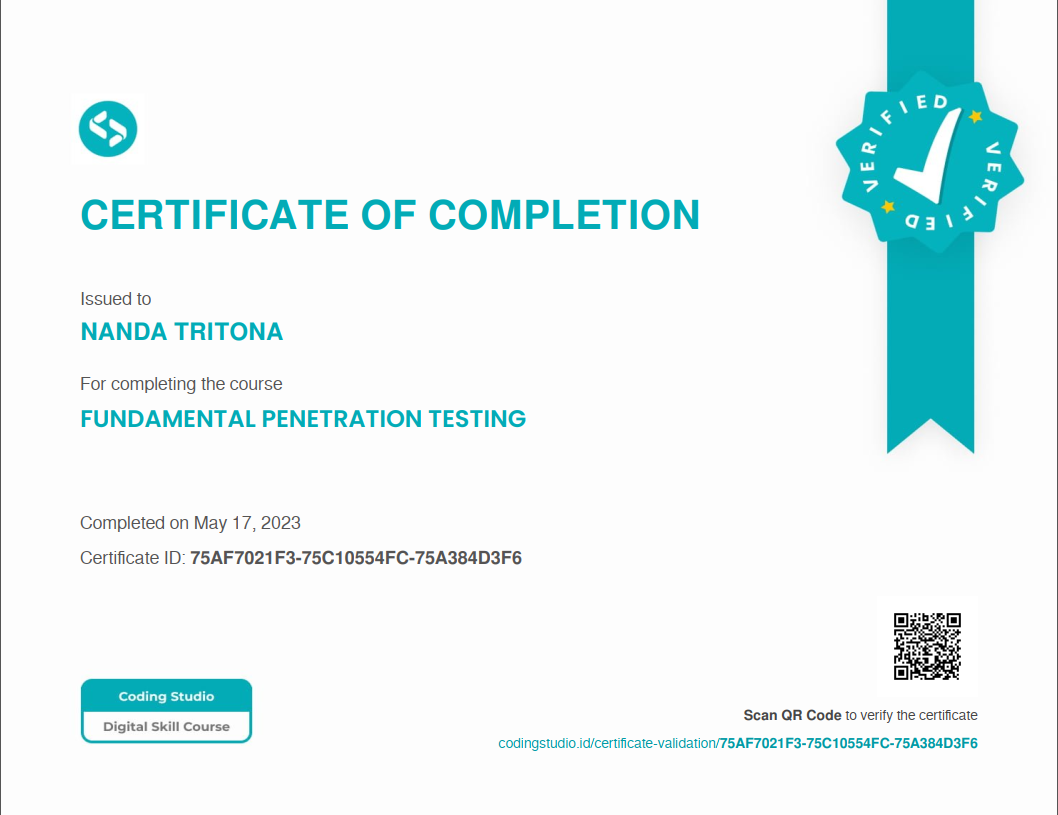 VERIFIED VERIFIED
CERTIFICATE OF COMPLETION
Issued to
NANDA TRITONA
For completing the course
FUNDAMENTAL PENETRATION TESTING
Completed on May 17, 2023
Certificate ID: 75AF7021F3-75C10554FC-75A384D3F6
Coding Studio
Digital Skill Course
Scan QR Code to verify the certificate
codingstudio.id/certificate-validation/75AF7021F3-75C10554FC-75A384D3F6